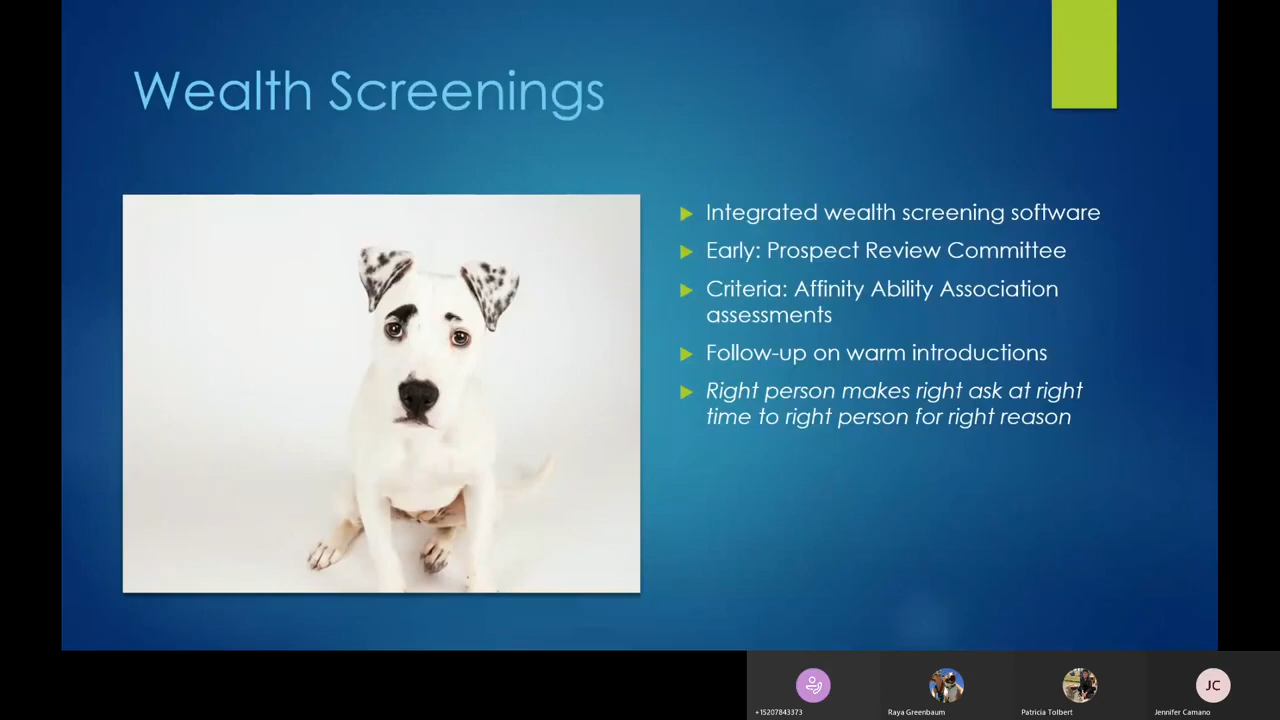 Wealth Screenings
Integrated wealth screening software
Early: Prospect Review Committee
Criteria: Affinity Ability Association
assessments
Follow-up on warm introductions
Right person makes right ask at right
time to right person for right reason
JC
+15207843373
Raya Greenbaum
Patricia Tolbert
Jennifer Camano